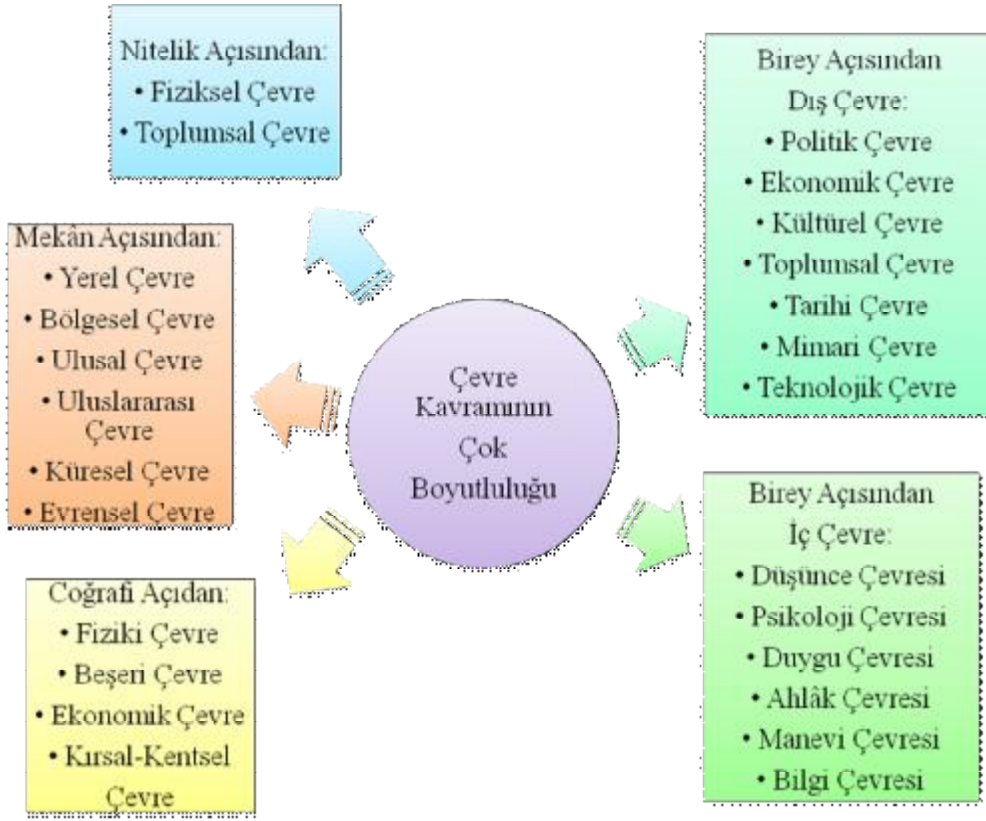 Nitelik Açısından:
• Fiziksel Çevre
• Toplumsal Çevre
Mekân Açısından:
• Yerel Çevre
• Bölgesel Çevre
• Ulusal Çevre
• Uluslararası
Çevre
• Küresel Çevre
• Evrensel Çevre
Coğrafi Açıdan:
• Fiziki Çevre
• Beşeri Çevre
• Ekonomik Çevre
• Kırsal-Kentsel
Çevre
Çevre
Kavramının
Çok
Boyutluluğu
Birey Açısından
Dış Çevre:
• Politik Çevre
• Ekonomik Çevre
• Kültürel Çevre
• Toplumsal Çevre
• Tarihi Çevre
• Mimari Çevre
• Teknolojik Çevre
Birey Açısından
İç Çevre:
• Düşünce Çevresi
• Psikoloji Çevresi
• Duygu Çevresi
• Ahlâk Çevresi
• Manevi Çevresi
• Bilgi Çevresi